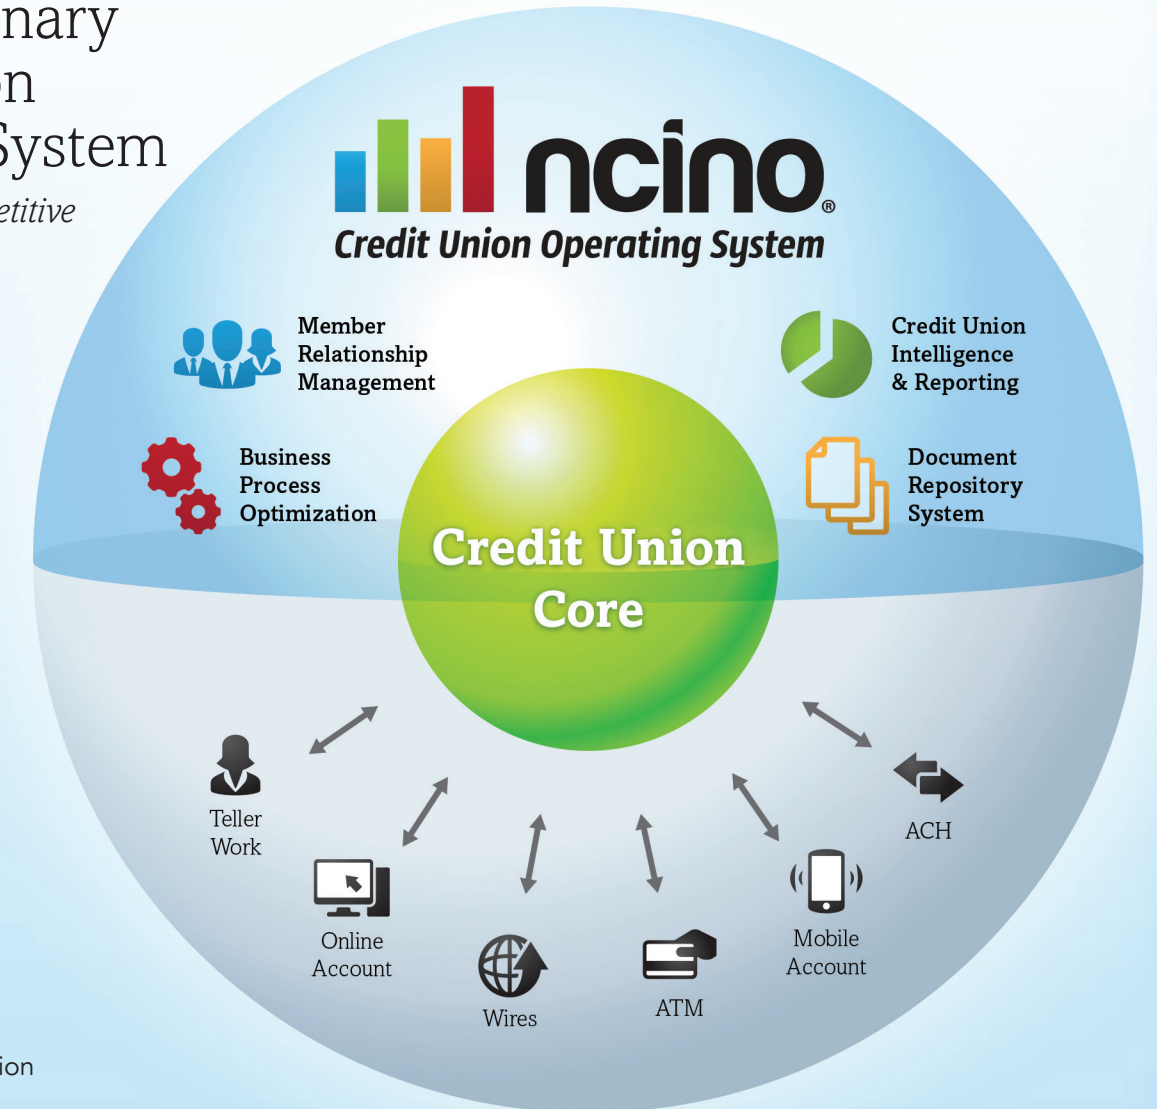 nary
n
System
etitive
ncino®
Credit Union Operating System
Member
Relationship
Management
Credit Union
Intelligence
& Reporting
Business
Process
Optimization
Document
Repository
System
Credit Union
Core
Teller
Work
Online
Account
Wires
ATM
Mobile
Account
ACH
ion